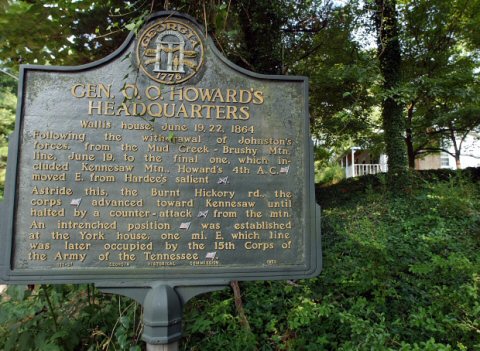 GEORGIA
1776
GEN. O. O. HOWARD'S
HEADQUARTERS
Wallis house, June 19, 22, 1864
Following the withdrawal of Johnston's
forces, from the Mud Creek - Brushy Mtn.
line, June 19, to the final one, which in-
cluded Kennesaw Mtn., Howard's 4th A.C.
moved E. from Hardee's salient
Astride this, the Burnt Hickory rd., the
corps advanced toward Kennesaw until
halted by a counter-attack from the mtn.
An intrenched position was established
at the York house, one mi. E, which line
was later occupied by the 15th Corps of
the Army of the Tennessee
GEORGIA HISTORICAL COMMISSION